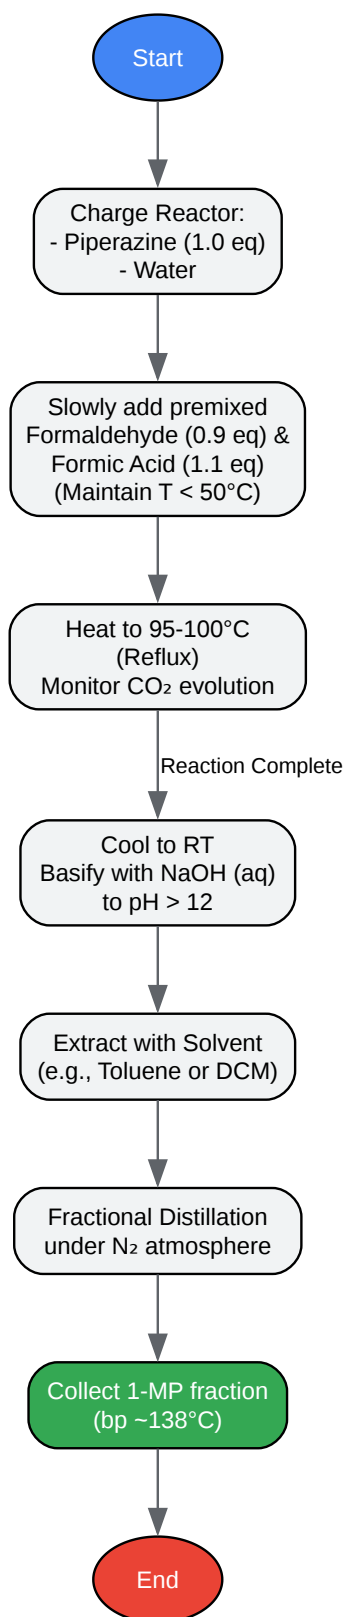 Start
Charge Reactor:
- Piperazine (1.0 eq)
- Water
Slowly add premixed
Formaldehyde (0.9 eq) &
Formic Acid (1.1 eq)
(Maintain T < 50°C)
Heat to 95-100°C
(Reflux)
Monitor CO₂ evolution
Reaction Complete
Cool to RT
Basify with NaOH (aq)
to pH > 12
Extract with Solvent
(e.g., Toluene or DCM)
Fractional Distillation
under N₂ atmosphere
Collect 1-MP fraction
(bp ~138°C)
End